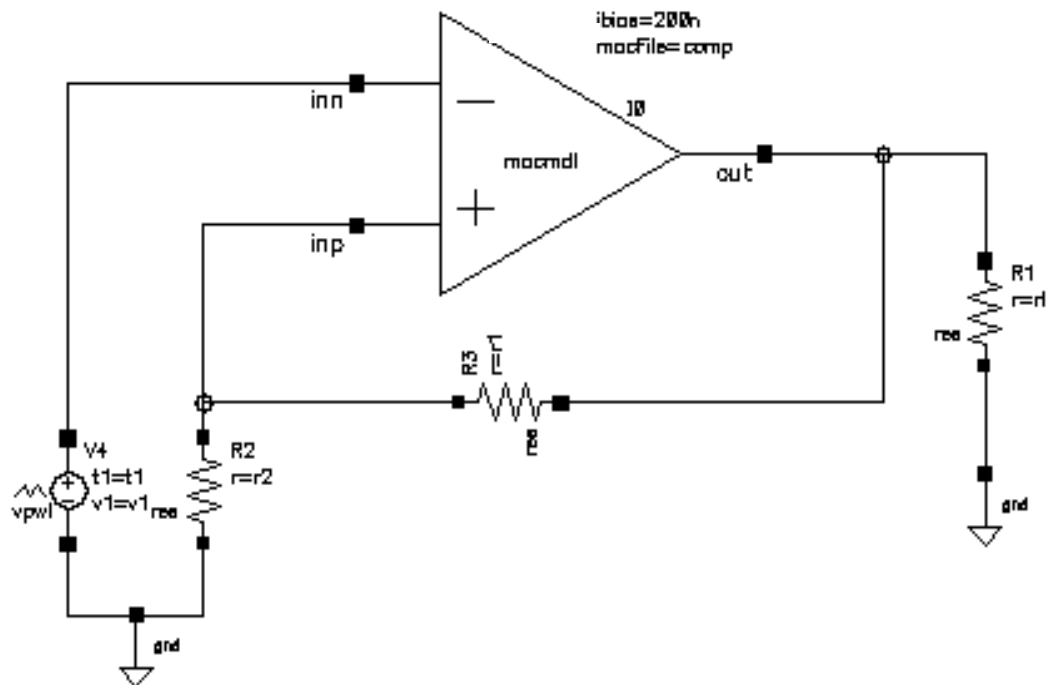 ibias=200n
macfile=comp
I0
inn
macmdl
out
inp
R1
r=rl
res
R3
r=r1
res
V4
t1=t1
v1=v1
vpwl
R2
r=r2
res
gnd
gnd